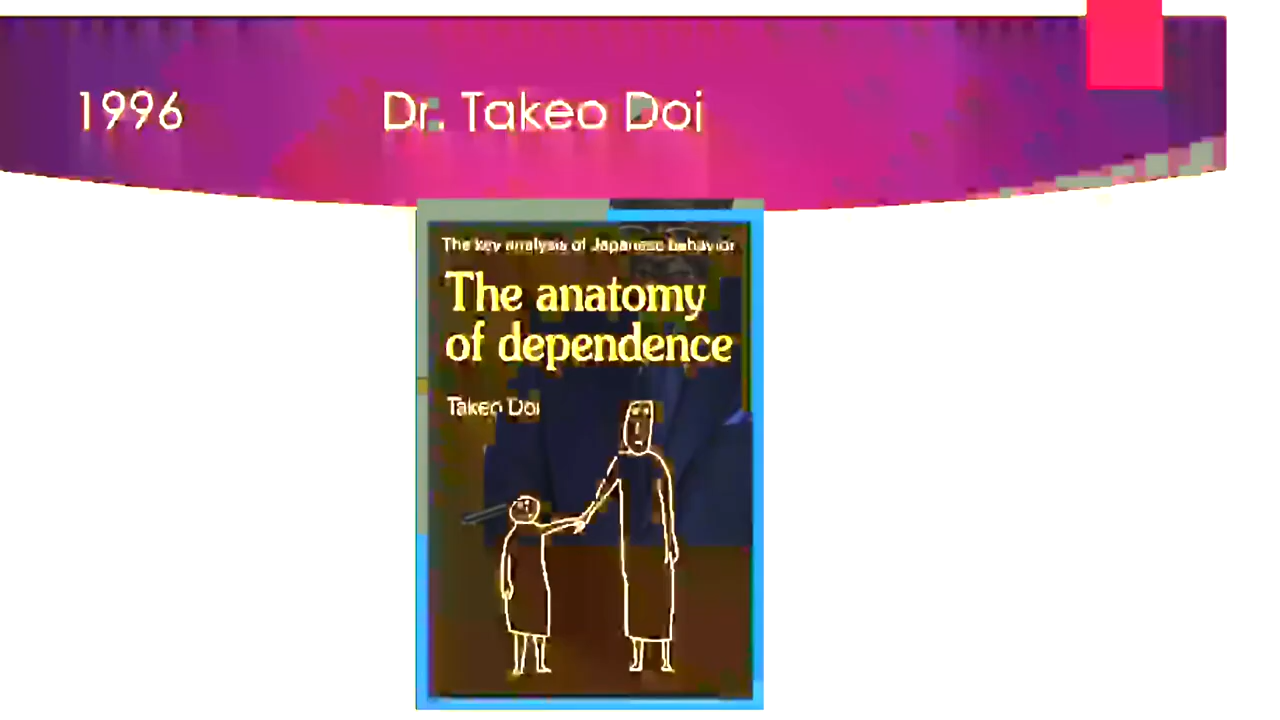 1996 Dr. Takeo Doi
The key analysis of Japanese behavior
The anatomy
of dependence
Takeo Doi